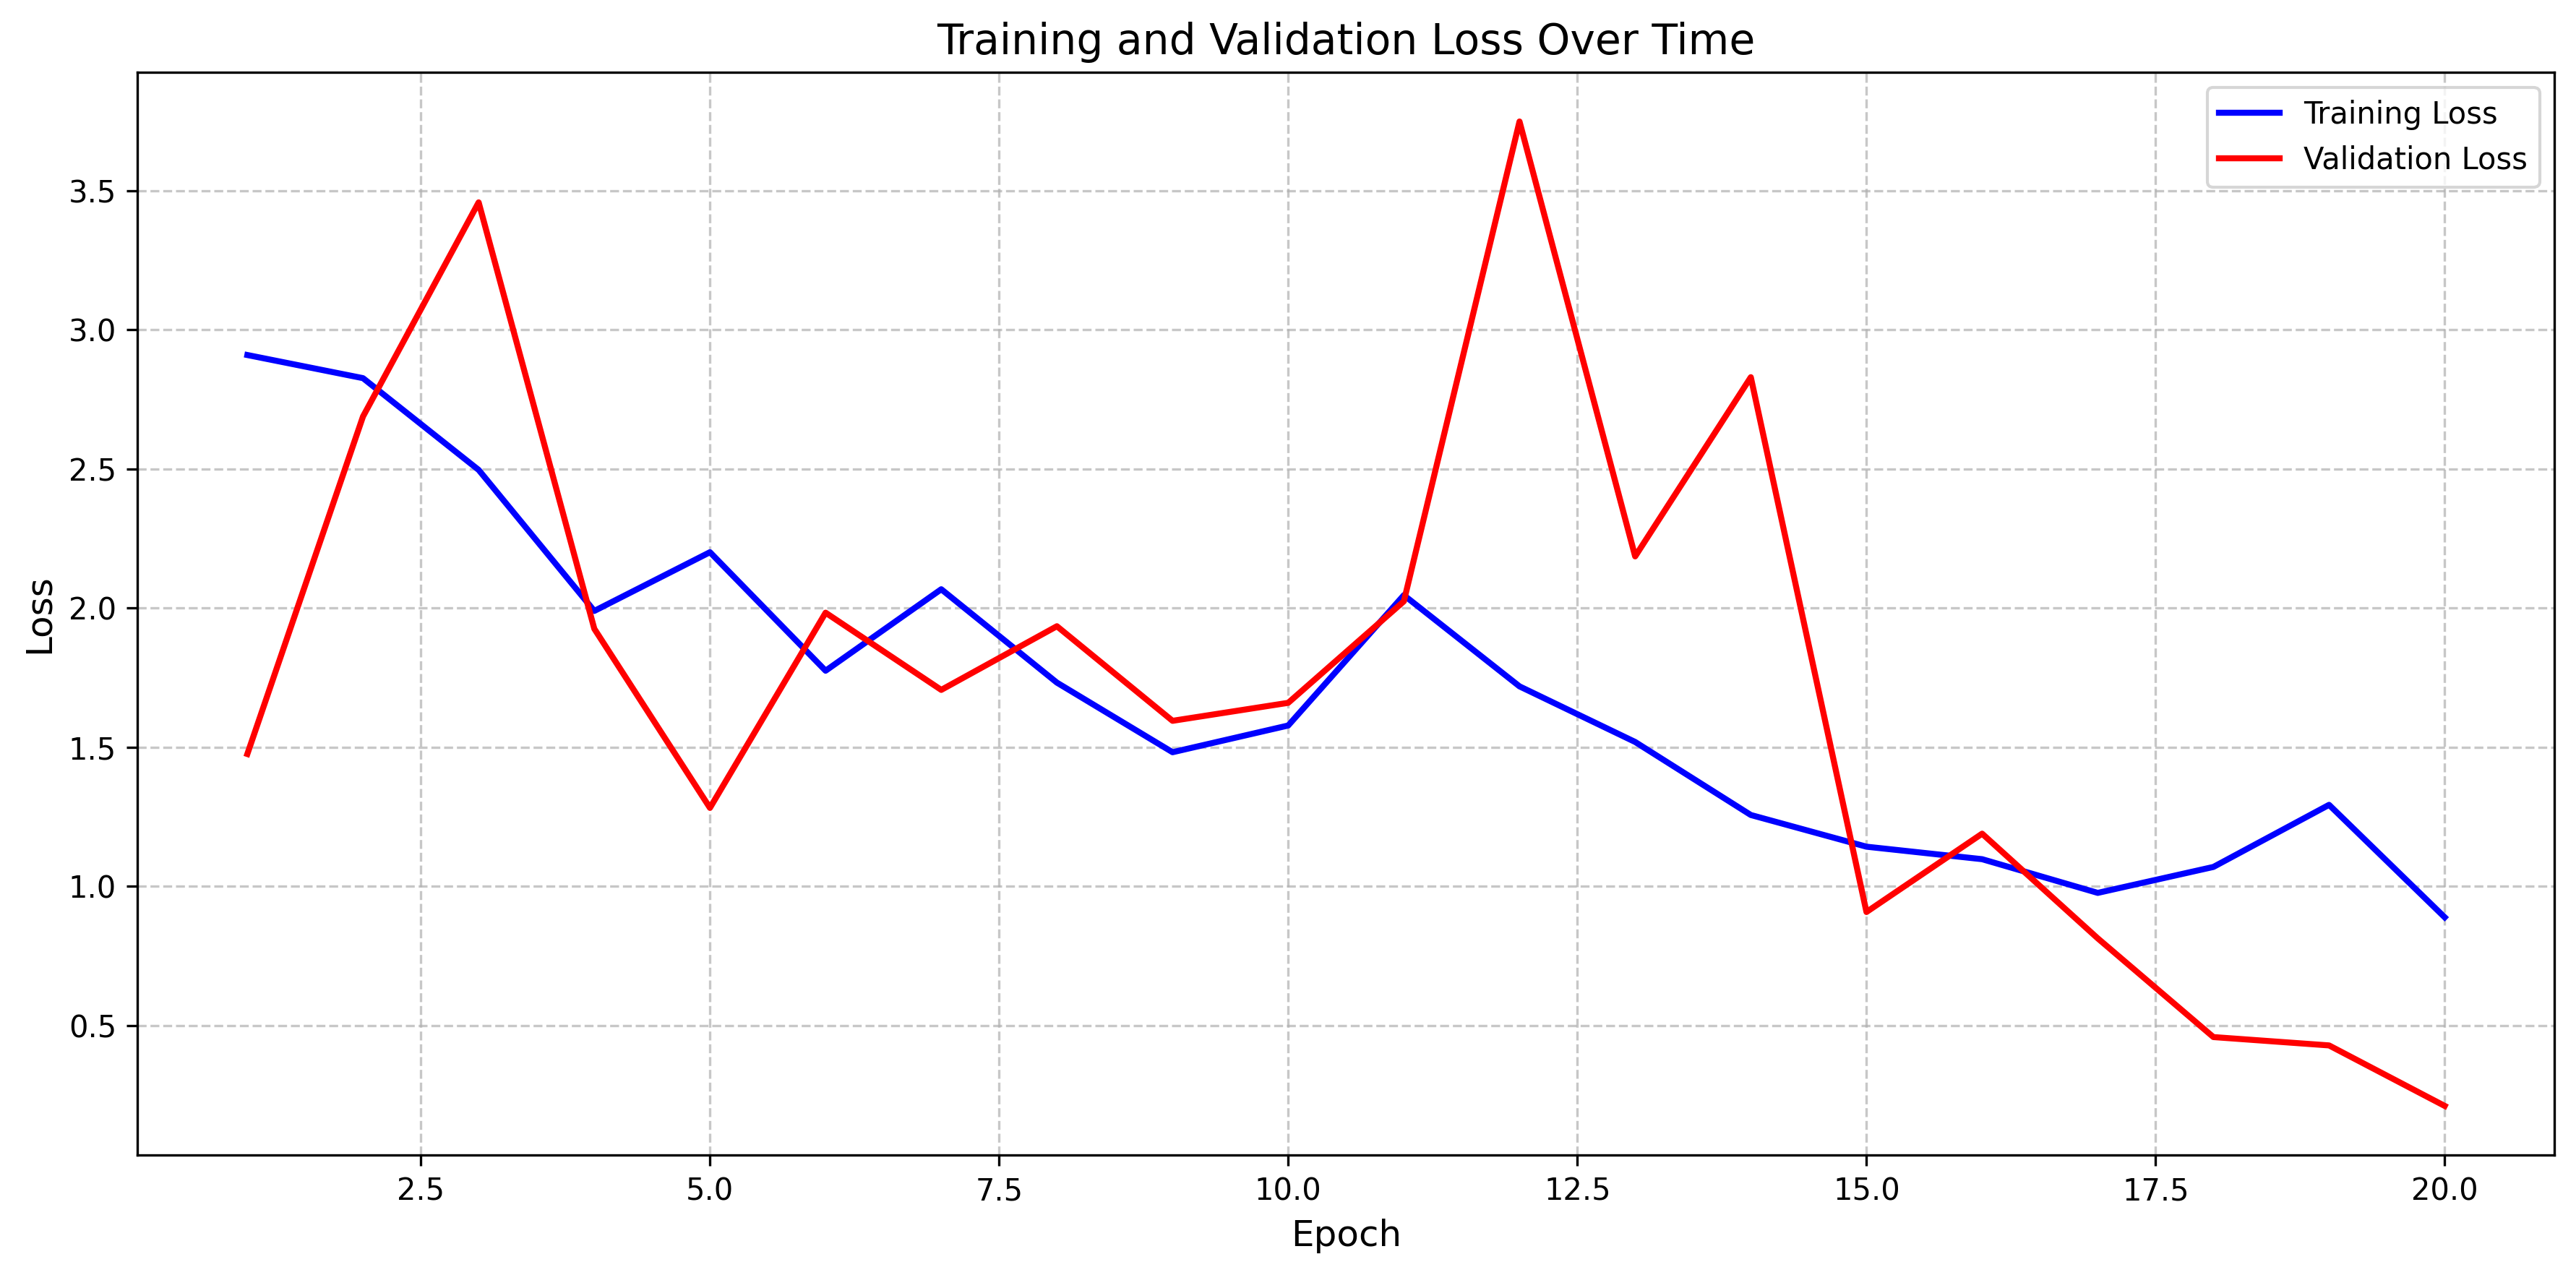 Training and Validation Loss Over Time
Training Loss
Validation Loss
3.5
3.0
2.5
2.0
1.5
1.0
0.5
Loss
2.5 5.0 7.5 10.0 12.5 15.0 17.5 20.0
Epoch